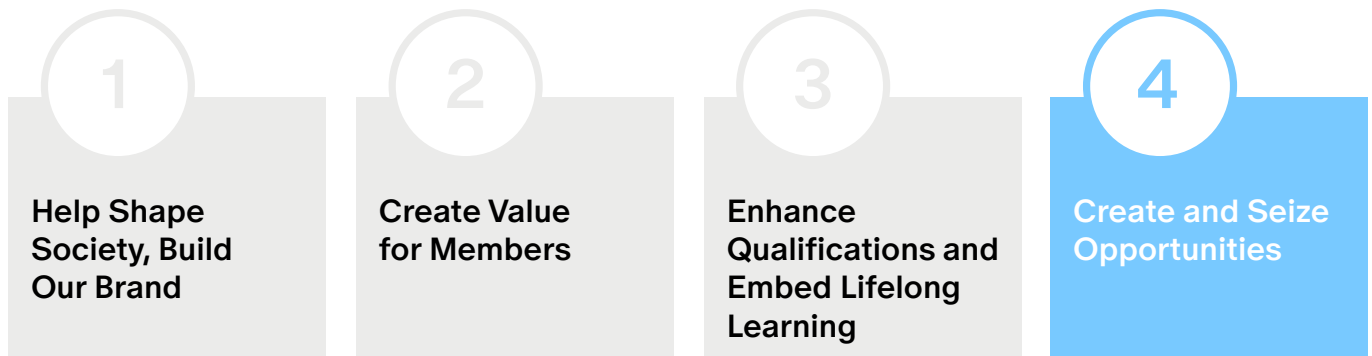 1
Help Shape
Society, Build
Our Brand
2
Create Value
for Members
3
Enhance
Qualifications and
Embed Lifelong
Learning
4
Create and Seize
Opportunities